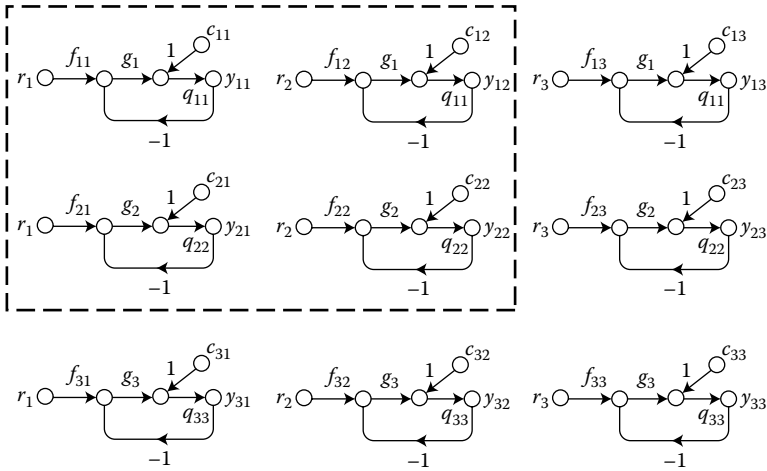 r₁ f₁₁ g₁ 1 c₁₁ q₁₁ y₁₁ −1
r₂ f₁₂ g₁ 1 c₁₂ q₁₁ y₁₂ −1
r₃ f₁₃ g₁ 1 c₁₃ q₁₁ y₁₃ −1
r₁ f₂₁ g₂ 1 c₂₁ q₂₂ y₂₁ −1
r₂ f₂₂ g₂ 1 c₂₂ q₂₂ y₂₂ −1
r₃ f₂₃ g₂ 1 c₂₃ q₂₂ y₂₃ −1
r₁ f₃₁ g₃ 1 c₃₁ q₃₃ y₃₁ −1
r₂ f₃₂ g₃ 1 c₃₂ q₃₃ y₃₂ −1
r₃ f₃₃ g₃ 1 c₃₃ q₃₃ y₃₃ −1